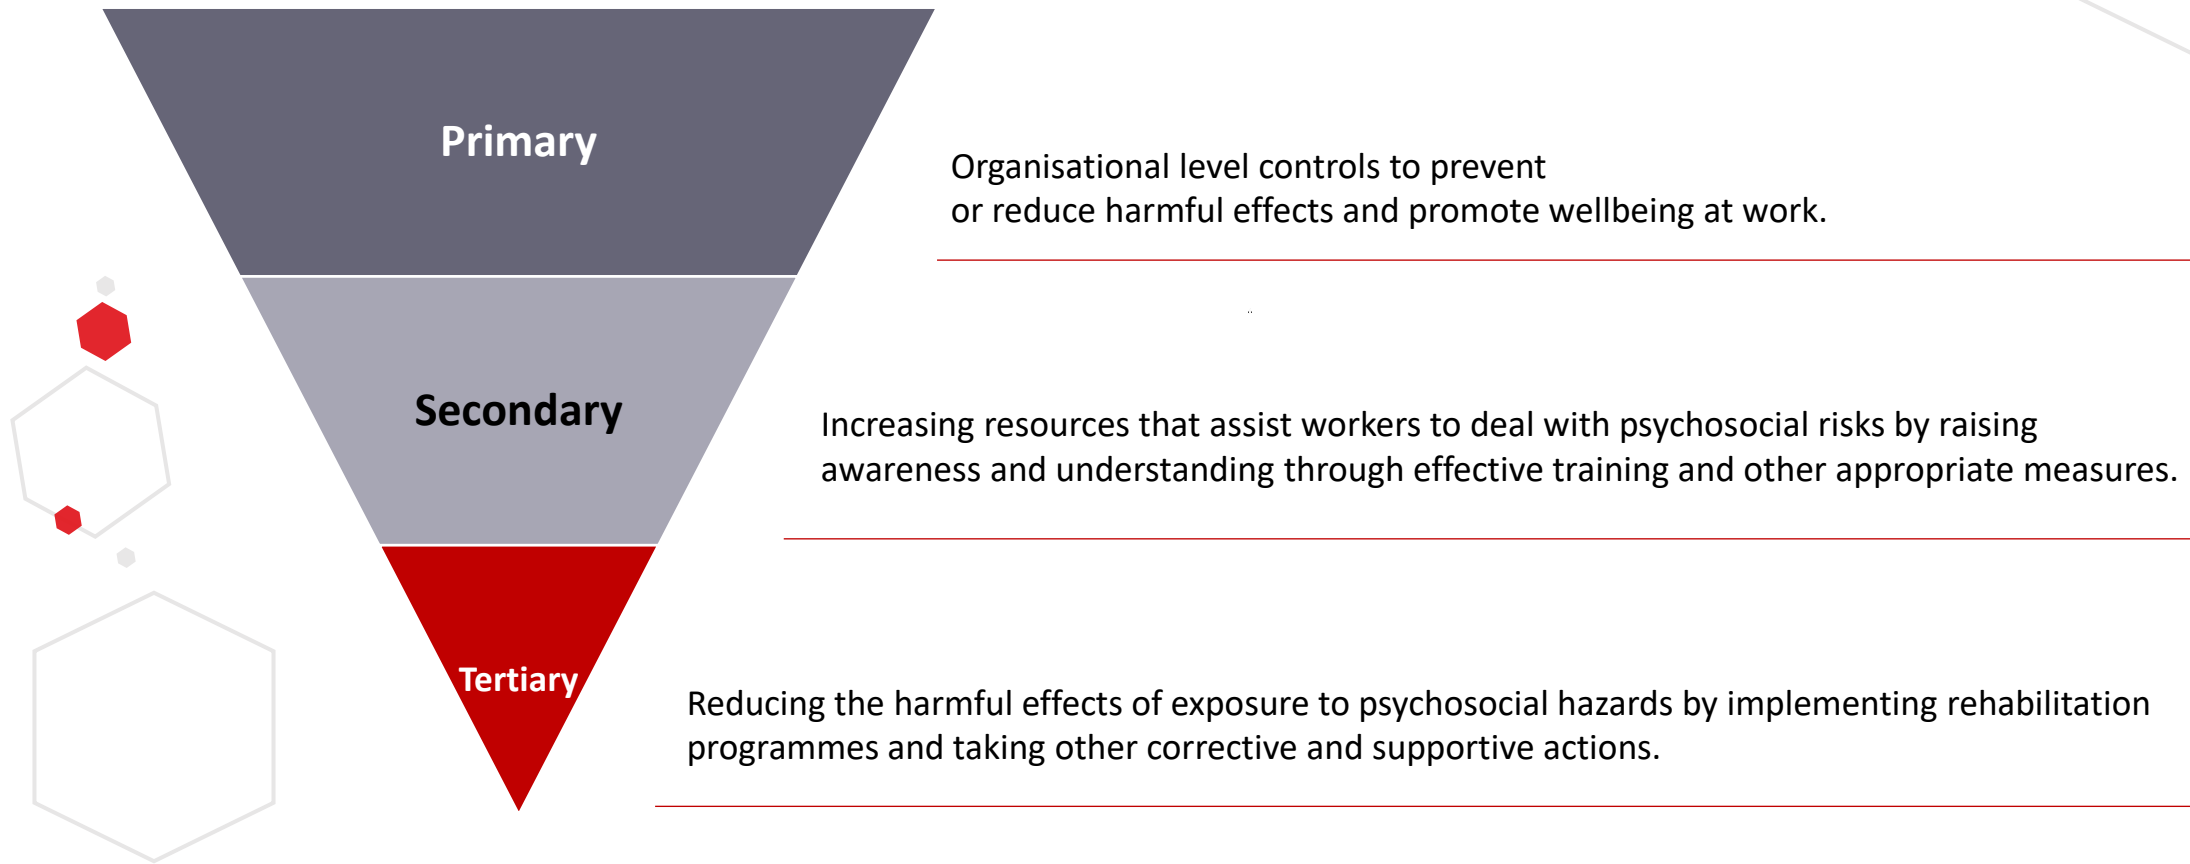 Primary
Organisational level controls to prevent
or reduce harmful effects and promote wellbeing at work.
..
Secondary
Increasing resources that assist workers to deal with psychosocial risks by raising
awareness and understanding through effective training and other appropriate measures.
Tertiary
Reducing the harmful effects of exposure to psychosocial hazards by implementing rehabilitation
programmes and taking other corrective and supportive actions.